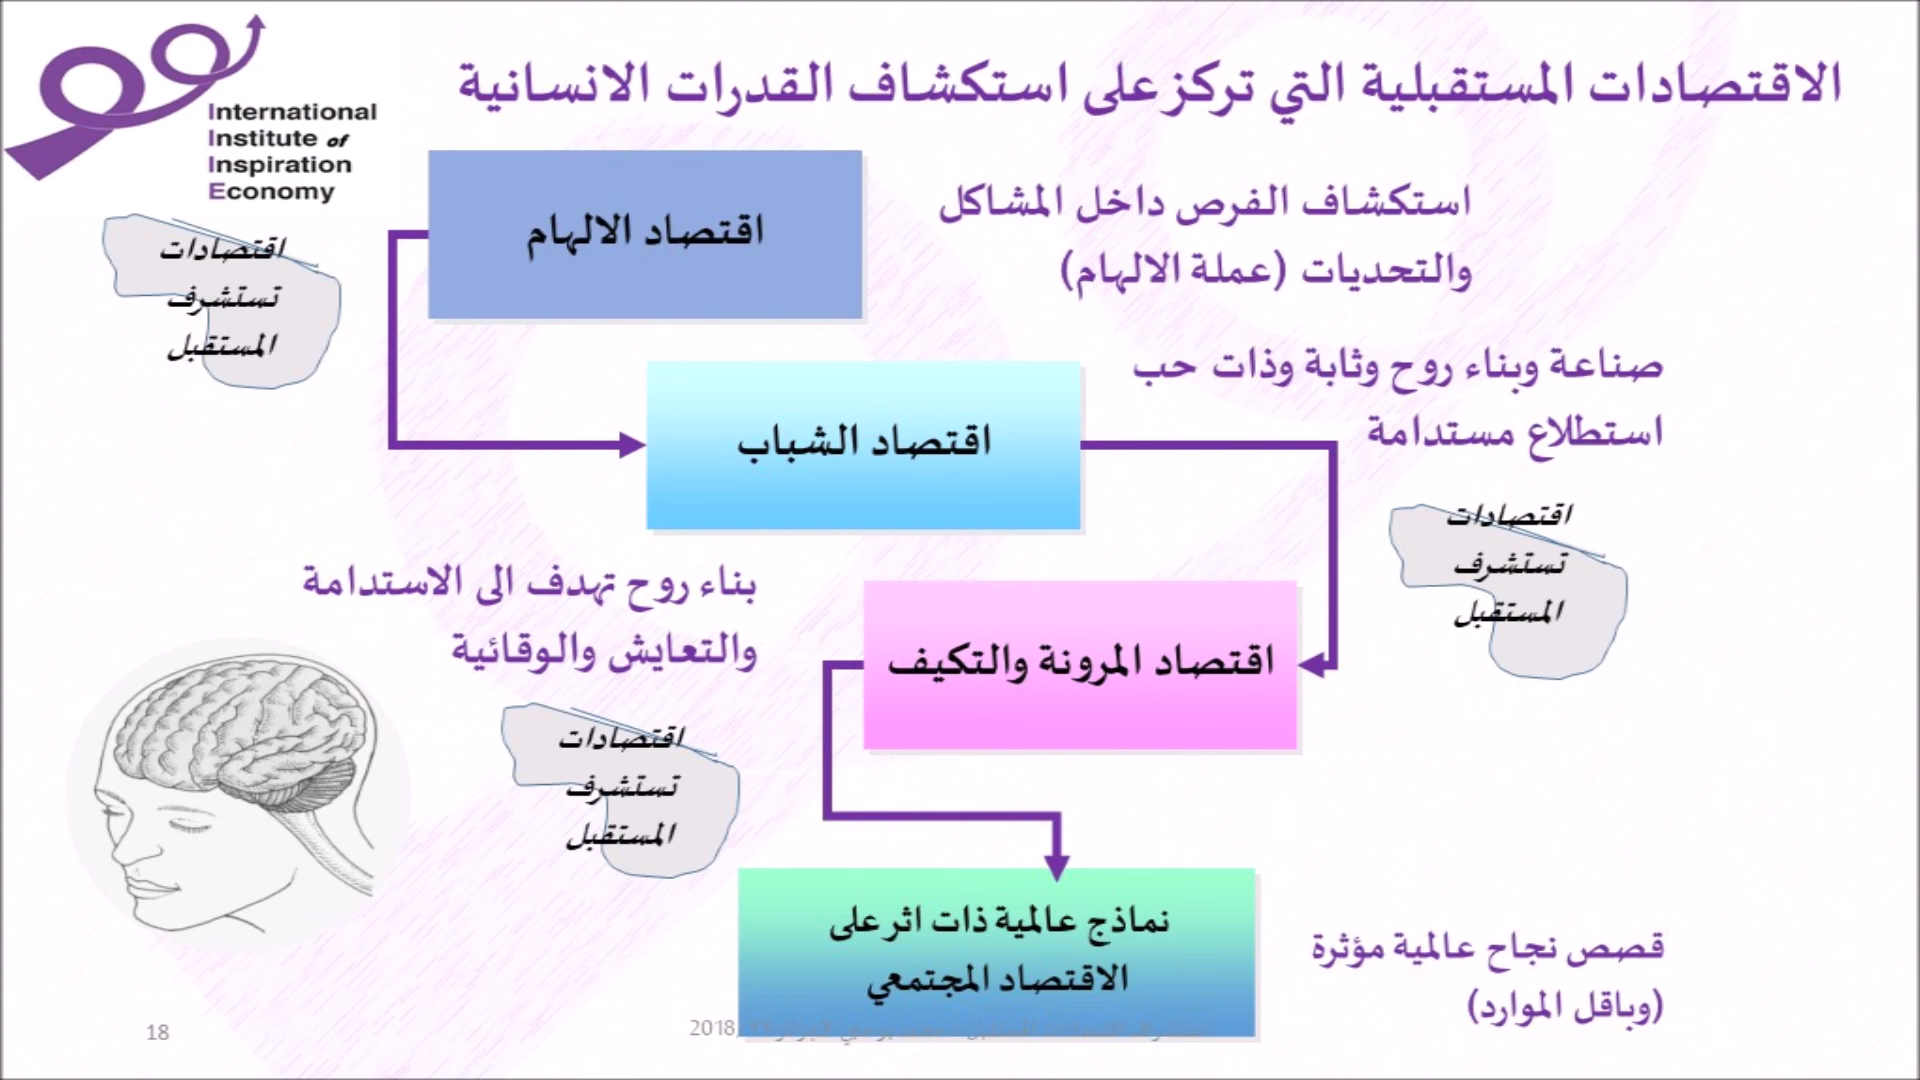 International
Institute of
Inspiration
Economy
الاقتصادات المستقبلية التي تركز على استكشاف القدرات الانسانية
اقتصاد الالهام
استكشاف الفرص داخل المشاكل
والتحديات (عملة الالهام)
اقتصادات
تستشرف
المستقبل
اقتصاد الشباب
صناعة وبناء روح وثابة وذات حب
استطلاع مستدامة
اقتصادات
تستشرف
المستقبل
اقتصاد المرونة والتكيف
بناء روح تهدف الى الاستدامة
والتعايش والوقائية
اقتصادات
تستشرف
المستقبل
نماذج عالمية ذات اثر على
الاقتصاد المجتمعي
قصص نجاح عالمية مؤثرة
(وباقل الموارد)
2018
18